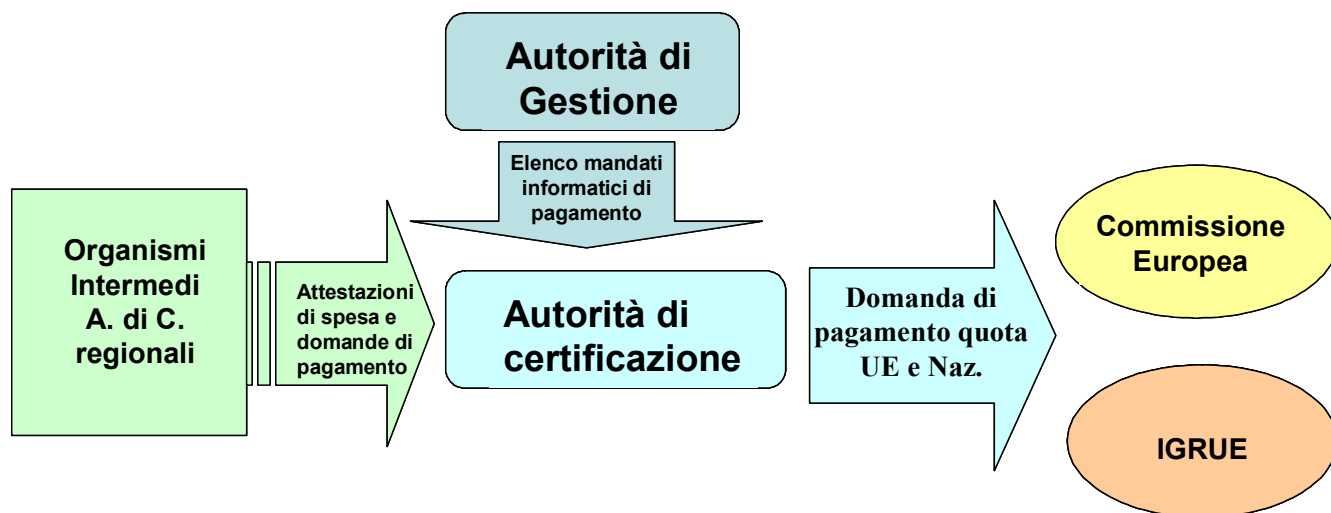 Autorità di
Gestione
Elenco mandati
informatici di
pagamento
Organismi
Intermedi
A. di C.
regionali
Attestazioni
di spesa e
domande di
pagamento
Autorità di
certificazione
Domanda di
pagamento quota
UE e Naz.
Commissione
Europea
IGRUE